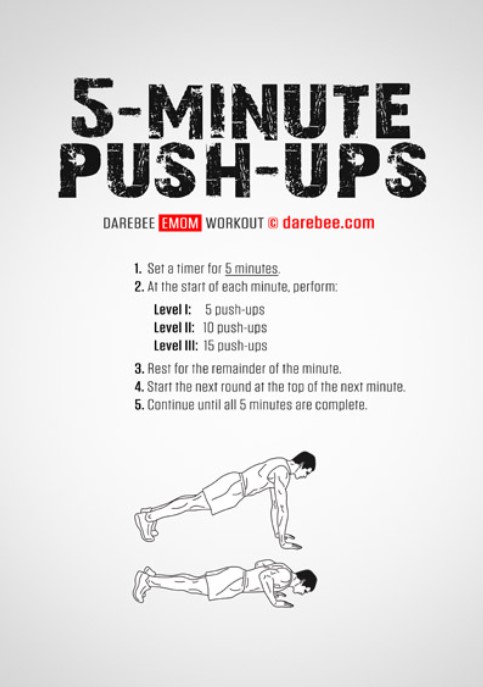 5-MINUTE
PUSH-UPS
DAREBEE EMOM WORKOUT © darebee.com
1. Set a timer for 5 minutes.
2. At the start of each minute, perform:
Level I: 5 push-ups
Level II: 10 push-ups
Level III: 15 push-ups
3. Rest for the remainder of the minute.
4. Start the next round at the top of the next minute.
5. Continue until all 5 minutes are complete.